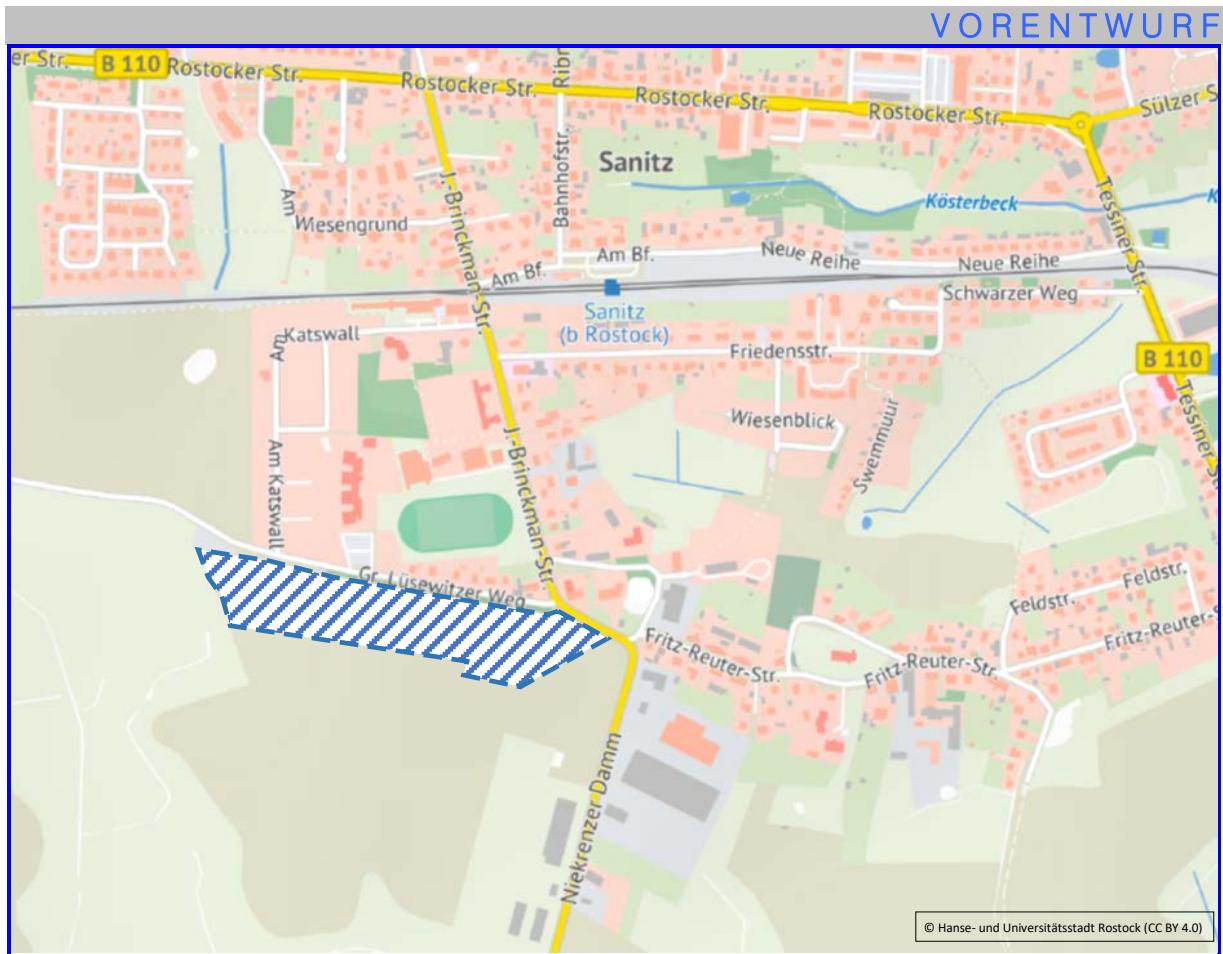 VORENTWURF
er Str.
B 110
Rostocker Str.
Rostocker Str.
Rostocker Str.
Rostocker Str.
Sülzer S
Ribn
Bahnhofstr.
Sanitz
J.-Brinckman-Str.
Am
Wiesengrund
Kösterbeck
K
Tessiner Str.
Am Bf.
Am Bf.
Neue Reihe
Neue Reihe
Sanitz
(b Rostock)
Schwarzer Weg
Am
Katswall
Friedensstr.
B 110
Tessiner S
Wiesenblick
Swemmuur
Am Katswall
J.-Brinckman-Str.
Gr. Lüsewitzer Weg
Feldstr.
Feldstr.
Fritz-Reuter-Str.
Fritz-Reuter-Str.
Fritz-Reuter-S
Niekrenzer Damm
© Hanse- und Universitätsstadt Rostock (CC BY 4.0)